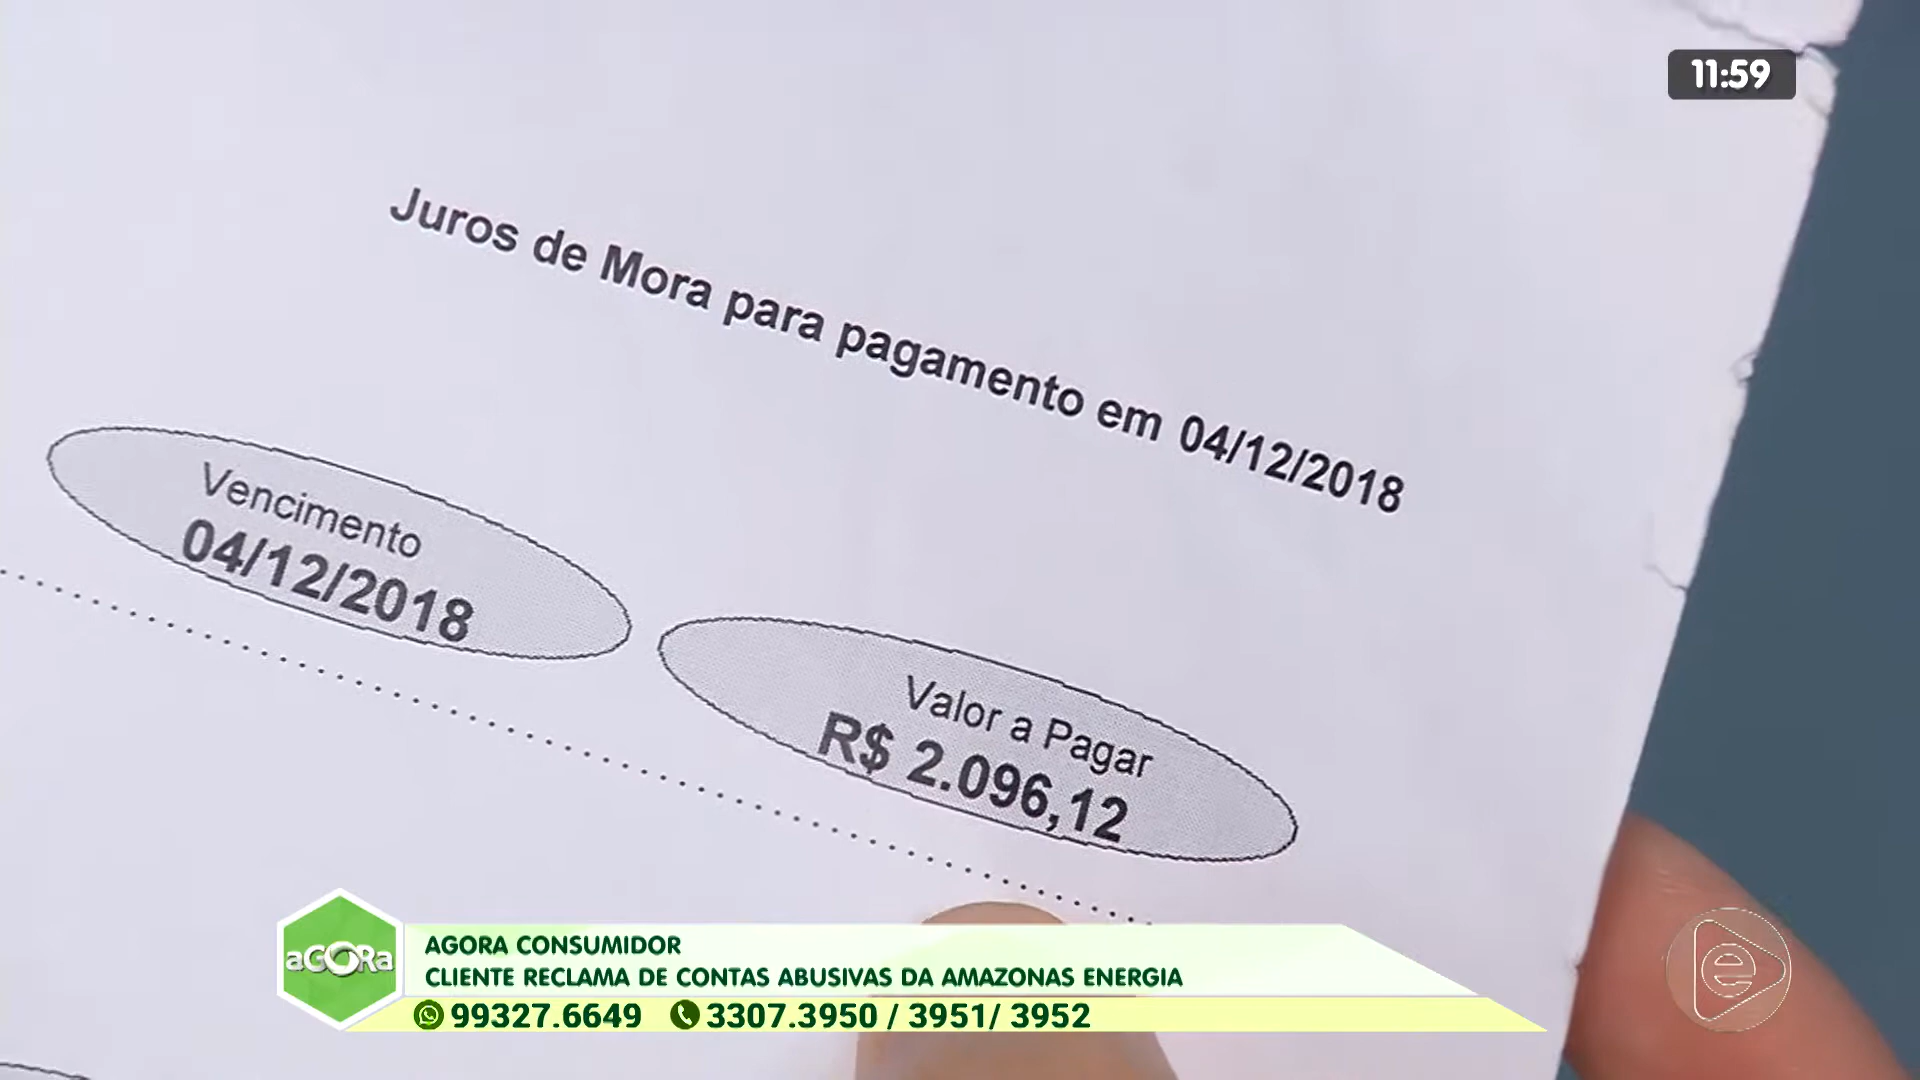 11:59
Juros de Mora para pagamento em 04/12/2018
Vencimento
04/12/2018
Valor a Pagar
R$ 2.096,12
aGORa
AGORA CONSUMIDOR
CLIENTE RECLAMA DE CONTAS ABUSIVAS DA AMAZONAS ENERGIA
99327.6649 3307.3950 / 3951/ 3952
e